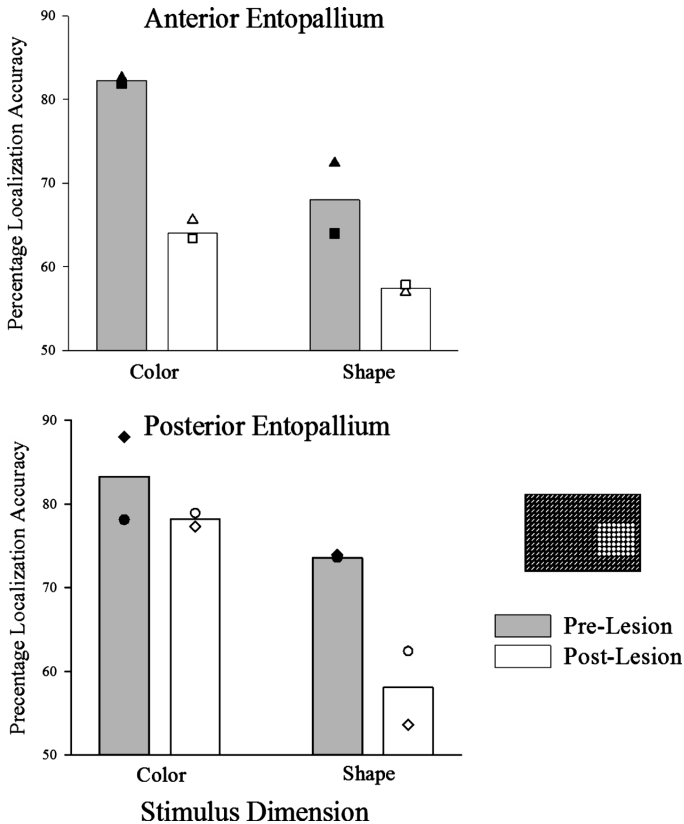 Anterior Entopallium
Percentage Localization Accuracy
90
80
70
60
50
Color Shape
Posterior Entopallium
Precentage Localization Accuracy
90
80
70
60
50
Color Shape
Stimulus Dimension
Pre-Lesion
Post-Lesion